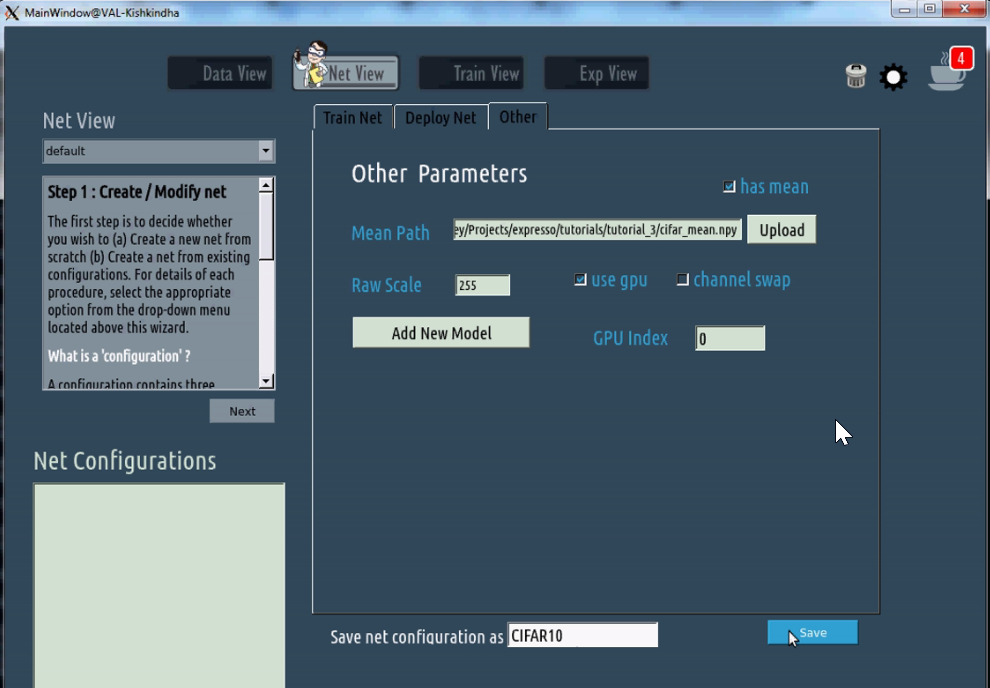 MainWindow@VAL-Kishkindha
Data View
Net View
Train View
Exp View
4
Net View
default
Step 1 : Create / Modify net
The first step is to decide whether
you wish to (a) Create a new net from
scratch (b) Create a net from existing
configurations. For details of each
procedure, select the appropriate
option from the drop-down menu
located above this wizard.
What is a 'configuration' ?
A configuration contains three
Next
Net Configurations
Train Net
Deploy Net
Other
Other Parameters
has mean
Mean Path
ey/Projects/expresso/tutorials/tutorial_3/cifar_mean.npy
Upload
Raw Scale
255
use gpu
channel swap
Add New Model
GPU Index
0
Save net configuration as
CIFAR10
Save